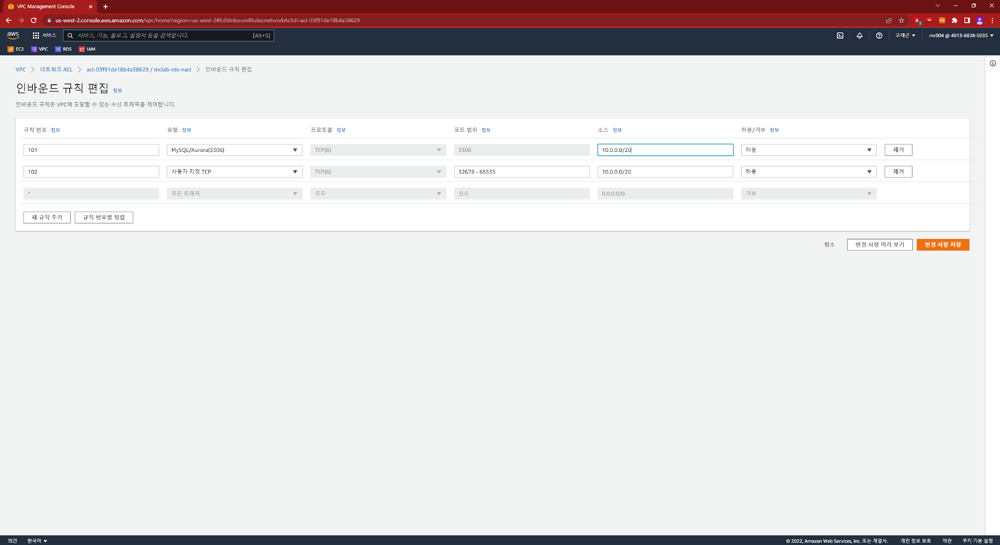 VPC Management Console
us-west-2.console.aws.amazon.com/vpc/home?region=us-west-2#EditInboundRules:networkAclId=acl-03f91de18b4a38629
1
aws 서비스 서비스, 기능, 블로그, 설명서 등을 검색합니다. [Alt+S] 오레곤 mc004 @ 4013-8828-5035
EC2 VPC RDS IAM
VPC 네트워크 ACL acl-03f91de18b4a38629 / mclab-rds-nacl 인바운드 규칙 편집
인바운드 규칙 편집 정보
인바운드 규칙은 VPC에 도달할 수 있는 수신 트래픽을 제어합니다.
규칙 번호 정보 유형 정보 프로토콜 정보 포트 범위 정보 소스 정보 허용/거부 정보
101 MySQL/Aurora(3306) TCP(6) 3306 10.0.0.0/20 허용 제거
102 사용자 지정 TCP TCP(6) 32678 - 65535 10.0.0.0/20 허용 제거
* 모든 트래픽 모두 모두 0.0.0.0/0 거부
새 규칙 추가 규칙 번호별 정렬
취소 변경 사항 미리 보기 변경 사항 저장
의견 한국어 © 2022, Amazon Web Services, Inc. 또는 계열사. 개인 정보 보호 약관 쿠키 기본 설정